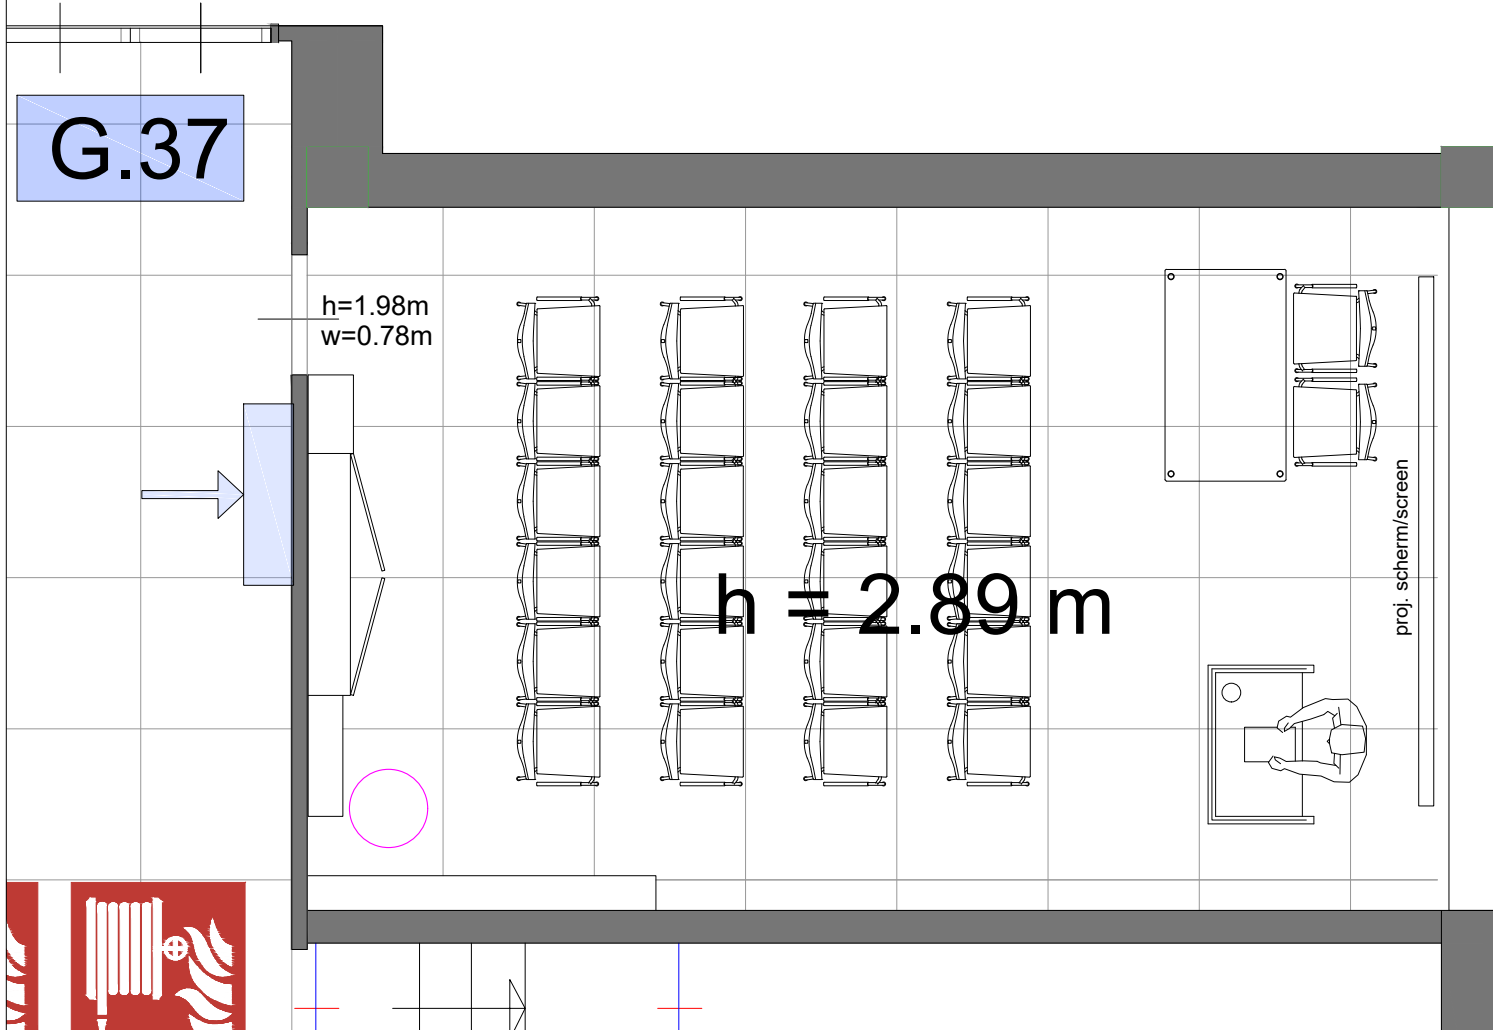 G.37
h=1.98m
w=0.78m
h = 2.89 m
proj. scherm/screen